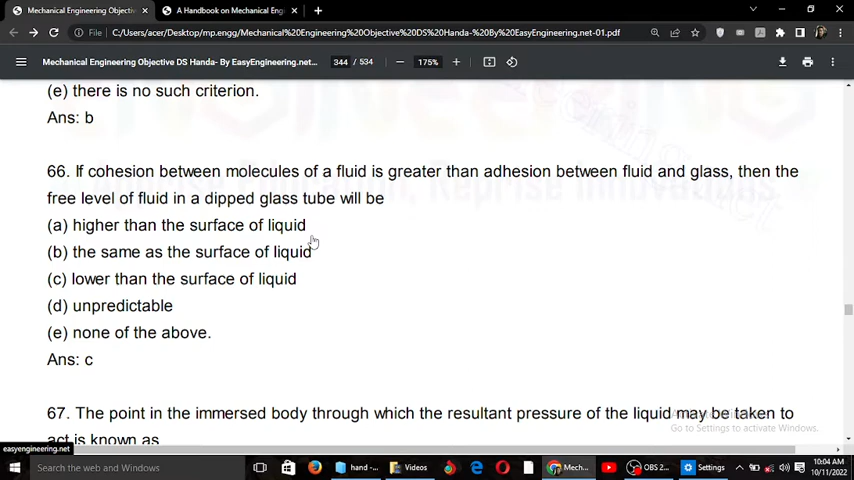 Mechanical Engineering Objectiv
A Handbook on Mechanical Eng
File
C:/Users/acer/Desktop/mp.engg/Mechanical%20Engineering%20Objective%20DS%20Handa-%20By%20EasyEngineering.net-01.pdf
Mechanical Engineering Objective DS Handa- By EasyEngineering.net...
344 / 534
175%
(e) there is no such criterion.
Ans: b
66. If cohesion between molecules of a fluid is greater than adhesion between fluid and glass, then the
free level of fluid in a dipped glass tube will be
(a) higher than the surface of liquid
(b) the same as the surface of liquid
(c) lower than the surface of liquid
(d) unpredictable
(e) none of the above.
Ans: c
67. The point in the immersed body through which the resultant pressure of the liquid may be taken to
act is known as
Go to Settings to activate Windows.
easyengineering.net
Search the web and Windows
hand -...
Videos
Mech...
OBS 2...
Settings
10:04 AM
10/11/2022